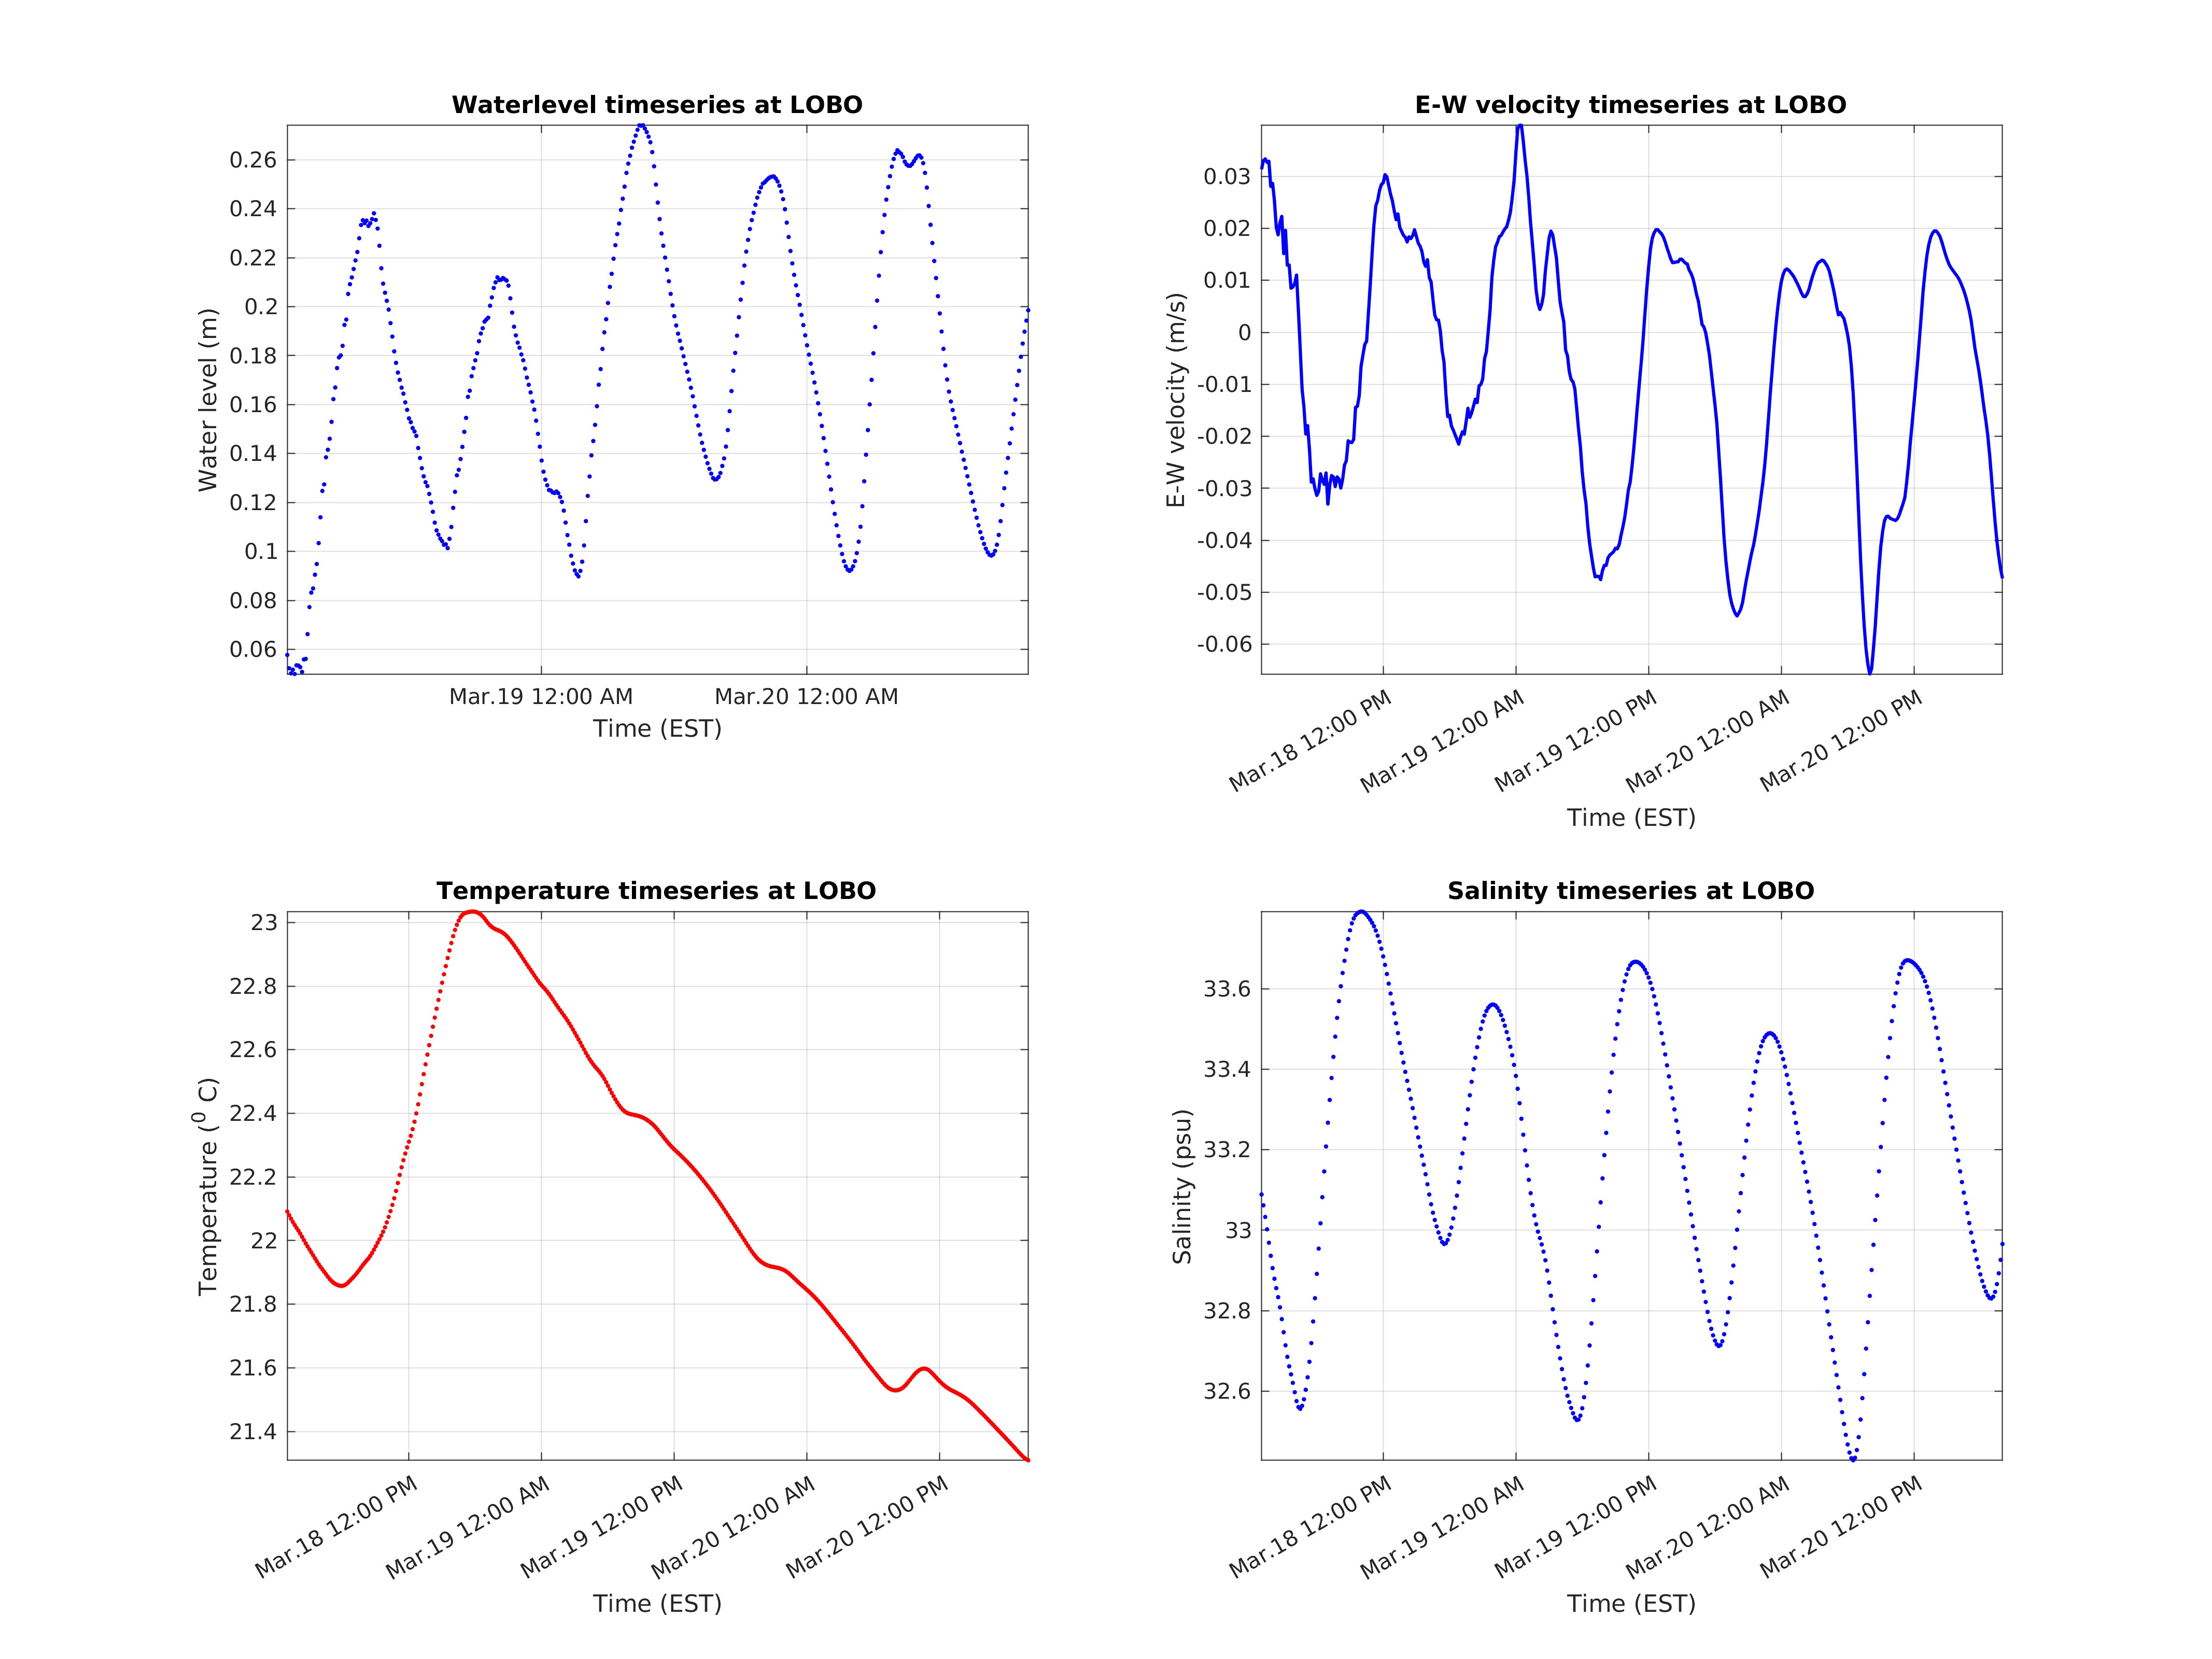 Waterlevel timeseries at LOBO
0.26
0.24
0.22
0.2
0.18
0.16
0.14
0.12
0.1
0.08
0.06
Water level (m)
Mar.19 12:00 AM
Mar.20 12:00 AM
Time (EST)
E-W velocity timeseries at LOBO
0.03
0.02
0.01
0
-0.01
-0.02
-0.03
-0.04
-0.05
-0.06
E-W velocity (m/s)
Mar.18 12:00 PM
Mar.19 12:00 AM
Mar.19 12:00 PM
Mar.20 12:00 AM
Mar.20 12:00 PM
Time (EST)
Temperature timeseries at LOBO
23
22.8
22.6
22.4
22.2
22
21.8
21.6
21.4
Temperature (⁰ C)
Mar.18 12:00 PM
Mar.19 12:00 AM
Mar.19 12:00 PM
Mar.20 12:00 AM
Mar.20 12:00 PM
Time (EST)
Salinity timeseries at LOBO
33.6
33.4
33.2
33
32.8
32.6
Salinity (psu)
Mar.18 12:00 PM
Mar.19 12:00 AM
Mar.19 12:00 PM
Mar.20 12:00 AM
Mar.20 12:00 PM
Time (EST)